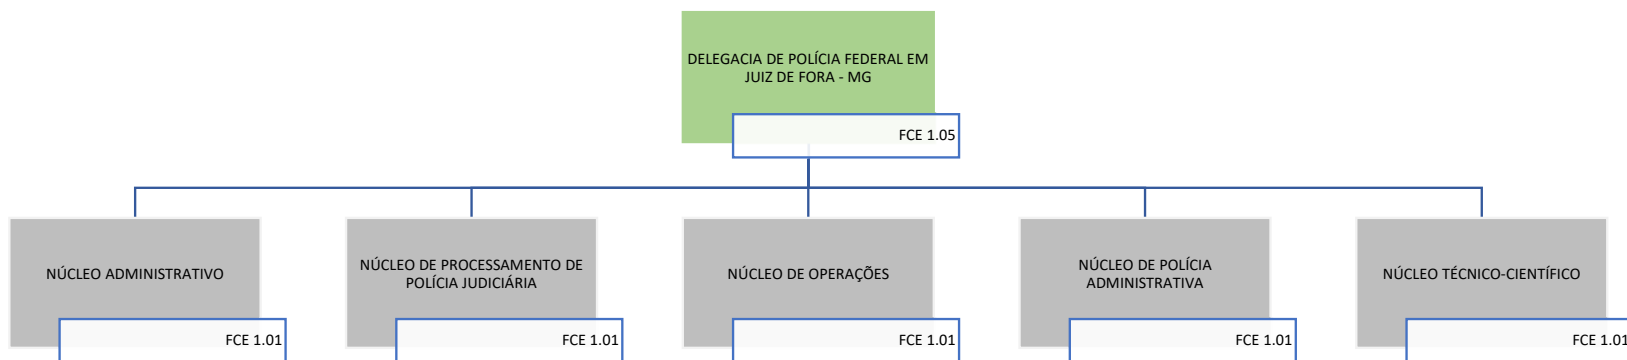 DELEGACIA DE POLÍCIA FEDERAL EM
JUIZ DE FORA - MG
FCE 1.05
NÚCLEO ADMINISTRATIVO
FCE 1.01
NÚCLEO DE PROCESSAMENTO DE
POLÍCIA JUDICIÁRIA
FCE 1.01
NÚCLEO DE OPERAÇÕES
FCE 1.01
NÚCLEO DE POLÍCIA
ADMINISTRATIVA
FCE 1.01
NÚCLEO TÉCNICO-CIENTÍFICO
FCE 1.01